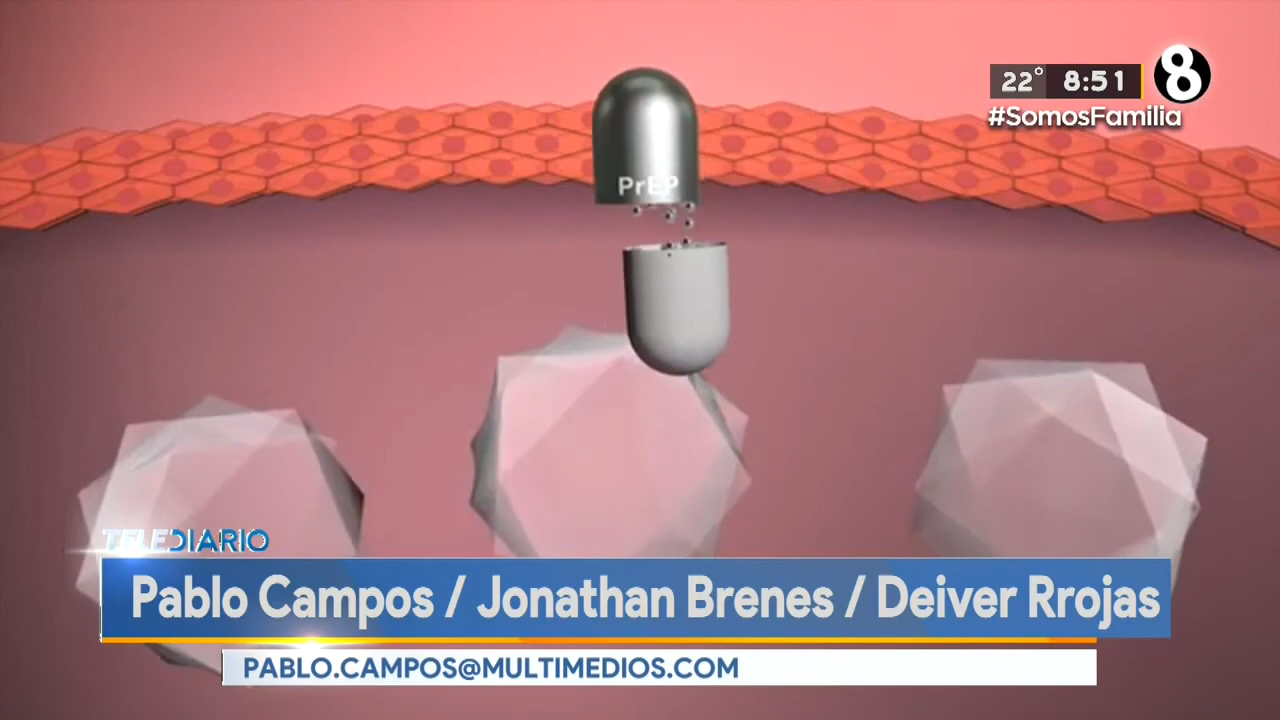 22° 8:51 8
#SomosFamilia
PrEP
TELEDIARIO
Pablo Campos / Jonathan Brenes / Deiver Rrojas
PABLO.CAMPOS@MULTIMEDIOS.COM